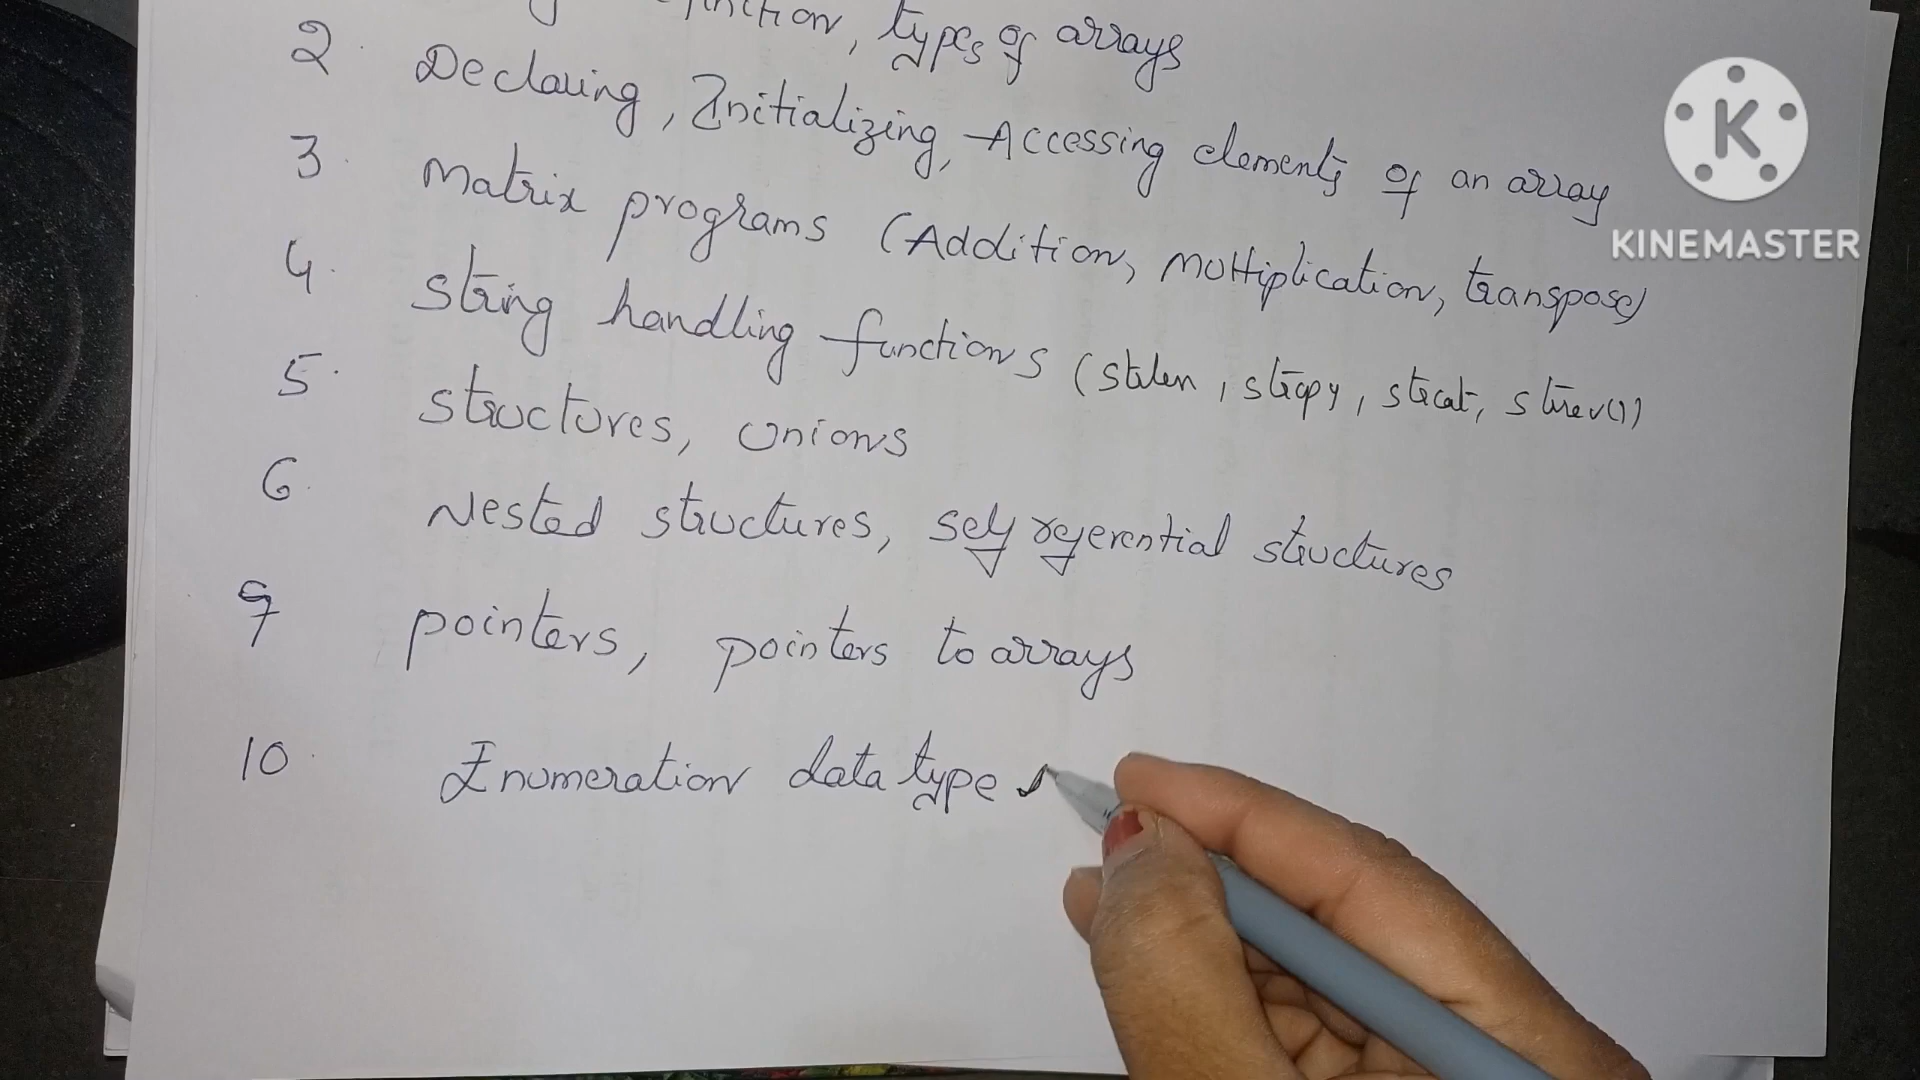 types of arrays
2. Declaring, Initializing, Accessing elements of an array
3. Matrix programs (Addition, multiplication, transpose)
4. String handling functions (strlen, strcpy, strcat, strrev())
5. structures, unions
6. Nested structures, self referential structures
9 pointers, pointers to arrays
10. Enumeration data type
K
KINEMASTER